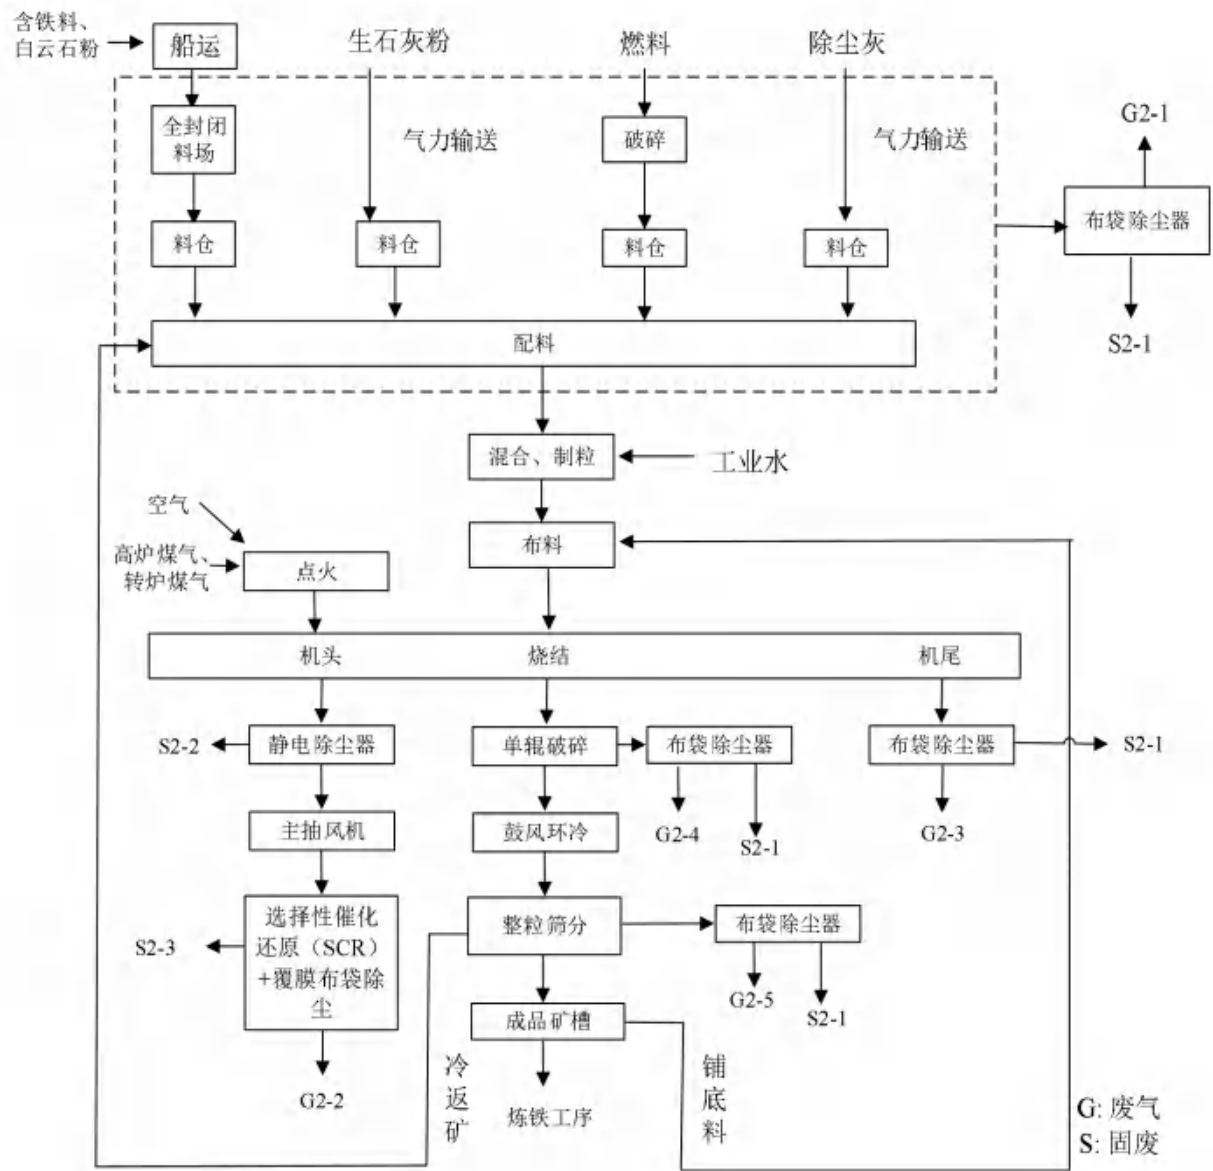 含铁料、
白云石粉
船运
生石灰粉
燃料
除尘灰
全封闭
料场
气力输送
破碎
气力输送
G2-1
布袋除尘器
料仓
料仓
料仓
料仓
S2-1
配料
混合、制粒
工业水
空气
布料
高炉煤气、
转炉煤气
点火
机头
烧结
机尾
S2-2
静电除尘器
单辊破碎
布袋除尘器
布袋除尘器
S2-1
主抽风机
鼓风环冷
G2-4
S2-1
G2-3
选择性催化
还原（SCR）
+覆膜布袋除
尘
S2-3
整粒筛分
布袋除尘器
G2-5
S2-1
成品矿槽
G2-2
冷返矿
炼铁工序
铺底料
G: 废气
S: 固废